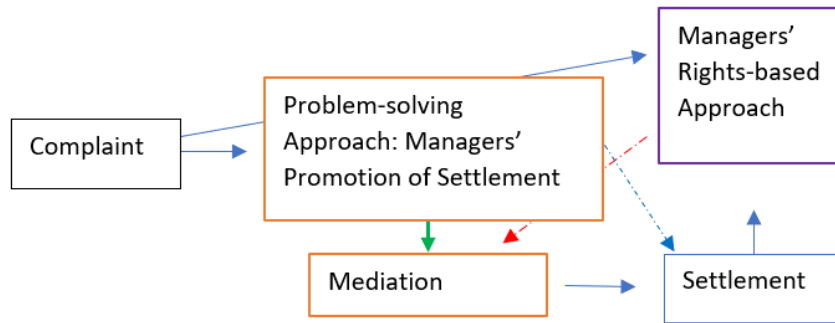 Complaint
Problem-solving
Approach: Managers'
Promotion of Settlement
Managers'
Rights-based
Approach
Mediation
Settlement